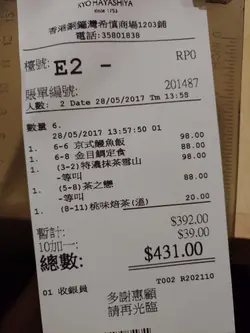 KYO HAYASHIYA
香港銅鑼灣希慎商場1203鋪
電話:35801838
檯號: E2 - RP0
賬單編號: 201487
人數: 2 Date 28/05/2017 Tm 13:58
數量 6.
28/05/2017 13:57:50 01
1. 6-6 京式鰻魚飯 98.00
1. 6-8 金目鯛定食 98.00
1. (3-2)特濃抹茶雪山 88.00
-等叫
1. (5-8)茶之戀 88.00
-等叫
1. (8-11)桃味焙茶(溫) 20.00
暫計: $392.00
10加一: $39.00
總數: $431.00
T002 R202110
01 收銀員
多謝惠顧
請再光臨